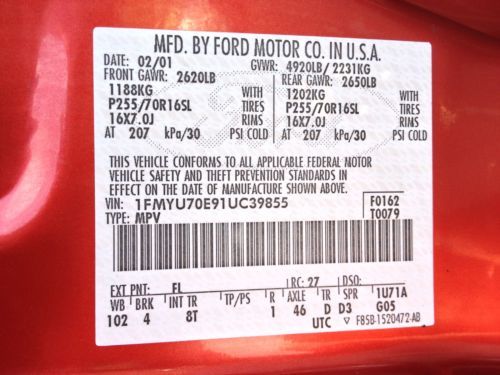 MFD. BY FORD MOTOR CO. IN U.S.A.
DATE: 02/01 GVWR: 4920LB/ 2231KG
FRONT GAWR: 2620LB REAR GAWR: 2650LB
1188KG WITH 1202KG WITH
P255/70R16SL TIRES P255/70R16SL TIRES
16X7.0J RIMS 16X7.0J RIMS
AT 207 kPa/30 PSI COLD AT 207 kPa/30 PSI COLD
THIS VEHICLE CONFORMS TO ALL APPLICABLE FEDERAL MOTOR
VEHICLE SAFETY AND THEFT PREVENTION STANDARDS IN
EFFECT ON THE DATE OF MANUFACTURE SHOWN ABOVE.
VIN: 1FMYU70E91UC39855 F0162
TYPE: MPV T0079
EXT PNT: FL RC: 27 DSO:
WB BRK INT TR TP/PS R AXLE TR SPR 1U71A
102 4 8T 1 46 D D3 G05
UTC F85B-1520472-AB